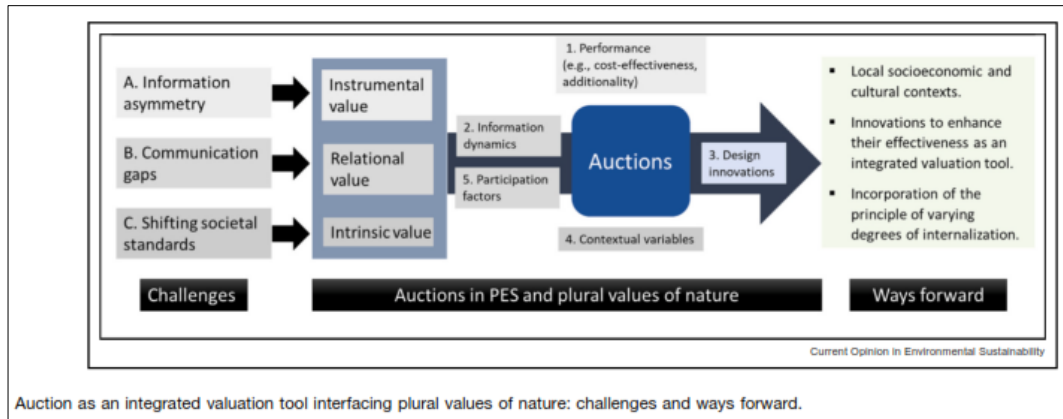 A. Information
asymmetry
B. Communication
gaps
C. Shifting societal
standards
Challenges
Instrumental
value
Relational
value
Intrinsic value
1. Performance
(e.g., cost-effectiveness,
additionality)
2. Information
dynamics
5. Participation
factors
Auctions
3. Design
innovations
4. Contextual variables
Auctions in PES and plural values of nature
▪ Local socioeconomic and
cultural contexts.
▪ Innovations to enhance
their effectiveness as an
integrated valuation tool.
▪ Incorporation of the
principle of varying
degrees of internalization.
Ways forward
Current Opinion in Environmental Sustainability
Auction as an integrated valuation tool interfacing plural values of nature: challenges and ways forward.